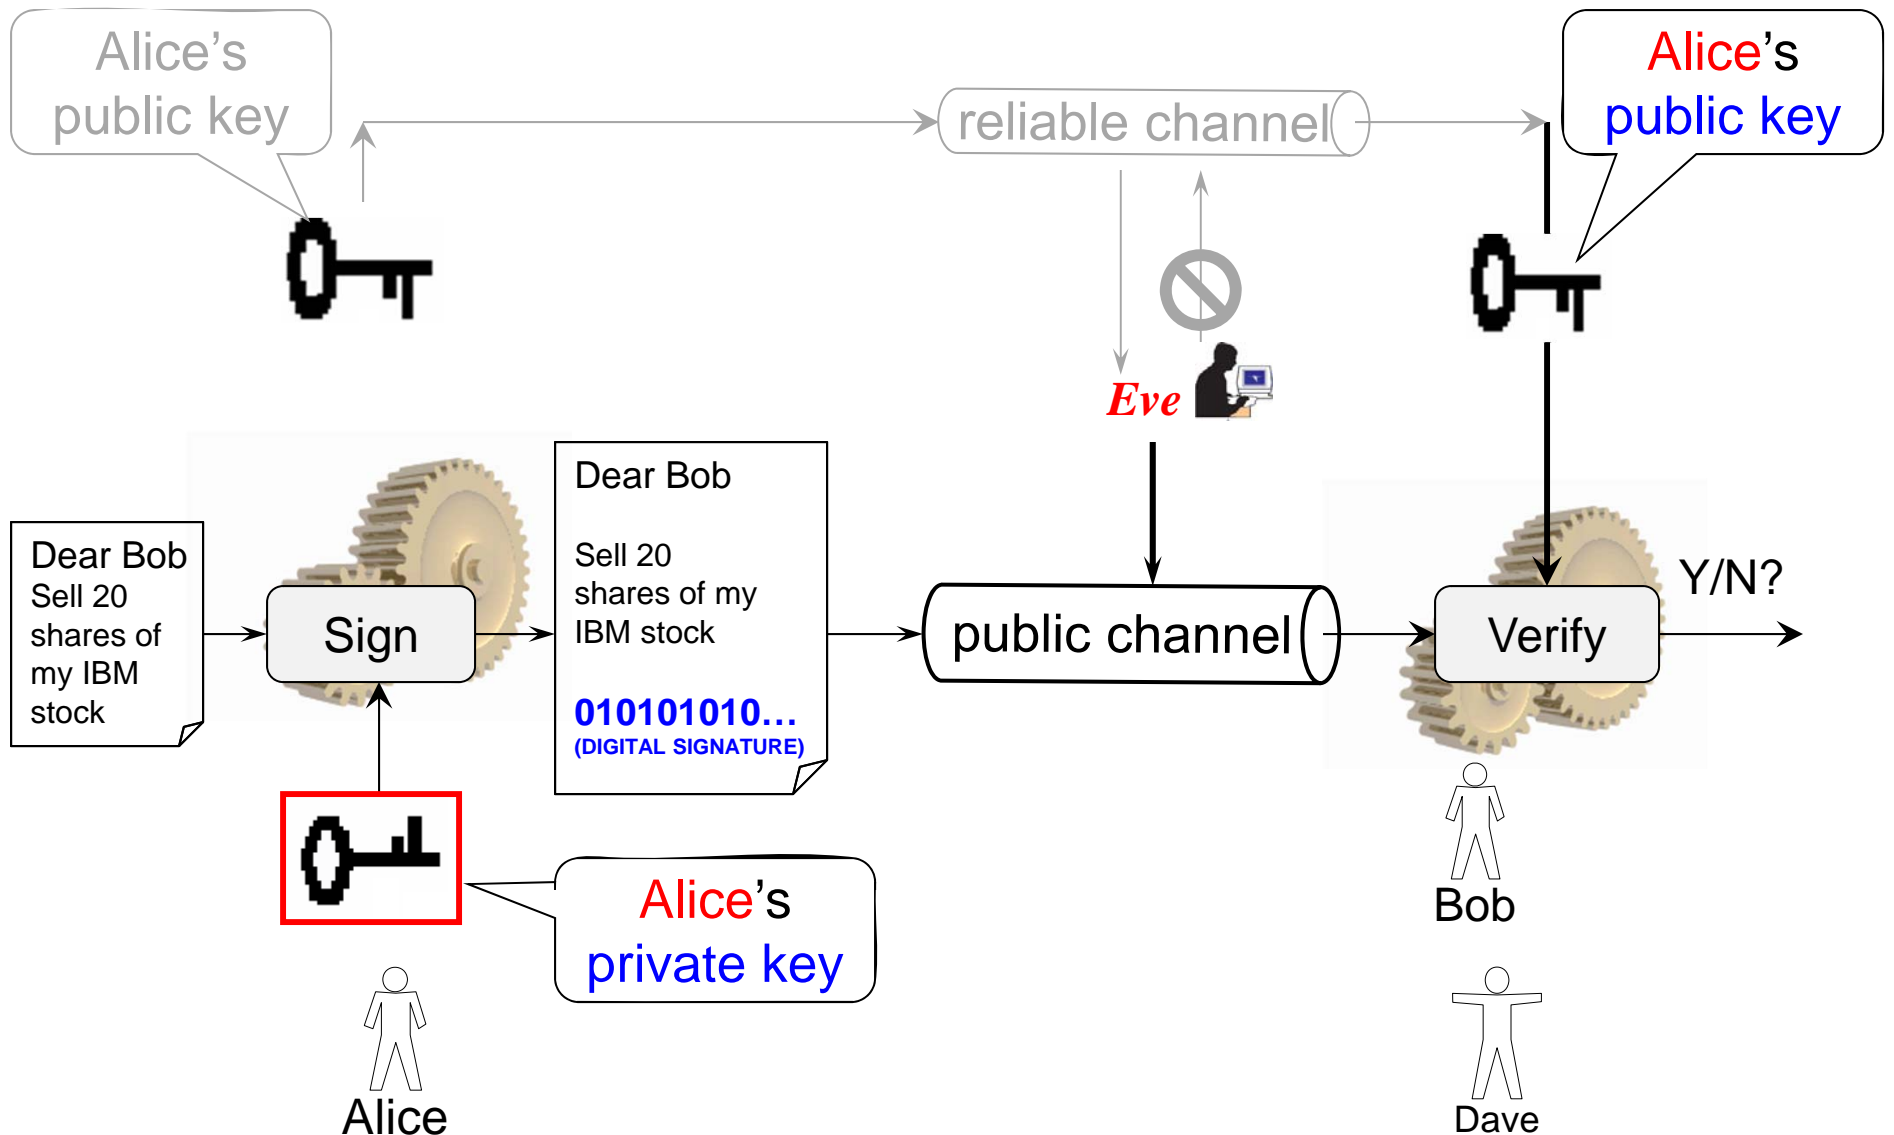 Alice’s
public key
reliable channel
Alice’s
public key
Eve
Dear Bob
Sell 20
shares of
my IBM
stock
Sign
Dear Bob
Sell 20
shares of my
IBM stock
010101010…
(DIGITAL SIGNATURE)
public channel
Verify
Y/N?
Alice’s
private key
Alice
Bob
Dave